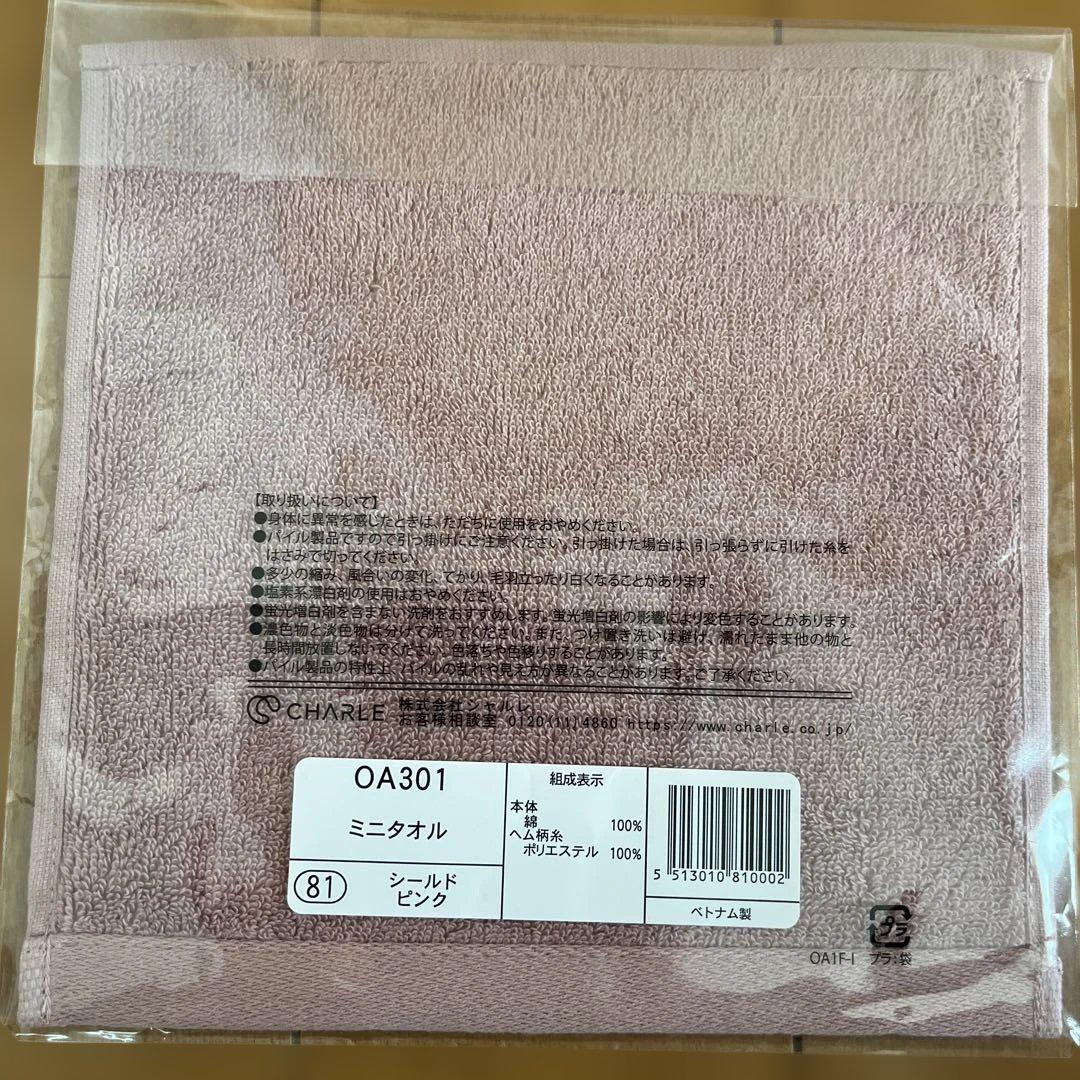 【取り扱いについて】
●身体に異常を感じたときは、ただちに使用をおやめください。
●パイル製品ですので引っ掛けにご注意ください。引っ掛けた場合は、引っ張らずに引けた糸を
はさみで切ってください。
●多少の縮み、風合いの変化、てかり、毛羽立ったり白くなることがあります。
●塩素系漂白剤の使用はおやめください。
●蛍光増白剤を含まない洗剤をおすすめします。蛍光増白剤の影響により変色することがあります。
●濃色物と淡色物は分けて洗ってください。また、つけ置き洗いは避け、濡れたまま他の物と
長時間放置しないでください。色落ちや色移りすることがあります。
●パイル製品の特性上、パイルの乱れや見え方が異なることがあります。ご了承ください。
CHARLE 株式会社シャルレ
お客様相談室 0120(11)4860 https://www.charle.co.jp/
OA301
ミニタオル
81 シールド
ピンク
組成表示
本体
綿 100%
ヘム柄糸
ポリエステル 100%
5 513010 810002
ベトナム製
プラ
OA1F-I プラ:袋